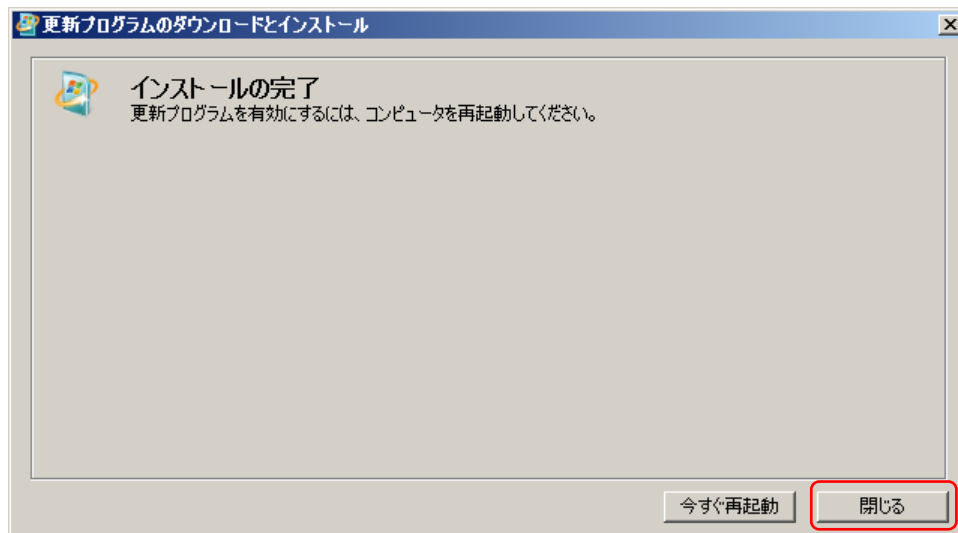 更新プログラムのダウンロードとインストール
インストールの完了
更新プログラムを有効にするには、コンピュータを再起動してください。
今すぐ再起動
閉じる